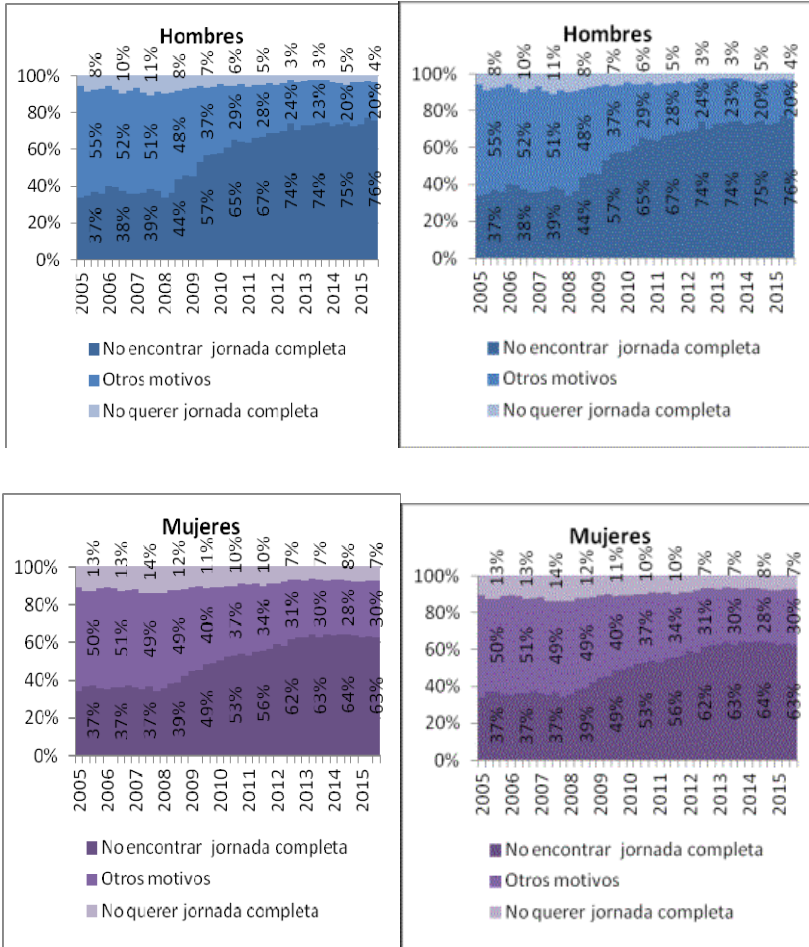 Hombres
8% 10% 11% 8% 7% 6% 5% 3% 3% 5% 4%
100%
80%
60%
40%
20%
0%
55% 52% 51% 48% 37% 29% 28% 24% 23% 20% 20%
37% 38% 39% 44% 57% 65% 67% 74% 74% 75% 76%
2005 2006 2007 2008 2009 2010 2011 2012 2013 2014 2015
No encontrar jornada completa
Otros motivos
No querer jornada completa
Hombres
8% 10% 11% 8% 7% 6% 5% 3% 3% 5% 4%
100%
80%
60%
40%
20%
0%
55% 52% 51% 48% 37% 29% 28% 24% 23% 20% 20%
37% 38% 39% 44% 57% 65% 67% 74% 74% 75% 76%
2005 2006 2007 2008 2009 2010 2011 2012 2013 2014 2015
No encontrar jornada completa
Otros motivos
No querer jornada completa
Mujeres
13% 13% 14% 12% 11% 10% 10% 7% 7% 8% 7%
100%
80%
60%
40%
20%
0%
50% 51% 49% 49% 40% 37% 34% 31% 30% 28% 30%
37% 37% 37% 39% 49% 53% 56% 62% 63% 64% 63%
2005 2006 2007 2008 2009 2010 2011 2012 2013 2014 2015
No encontrar jornada completa
Otros motivos
No querer jornada completa
Mujeres
13% 13% 14% 12% 11% 10% 10% 7% 7% 8% 7%
100%
80%
60%
40%
20%
0%
50% 51% 49% 49% 40% 37% 34% 31% 30% 28% 30%
37% 37% 37% 39% 49% 53% 56% 62% 63% 64% 63%
2005 2006 2007 2008 2009 2010 2011 2012 2013 2014 2015
No encontrar jornada completa
Otros motivos
No querer jornada completa